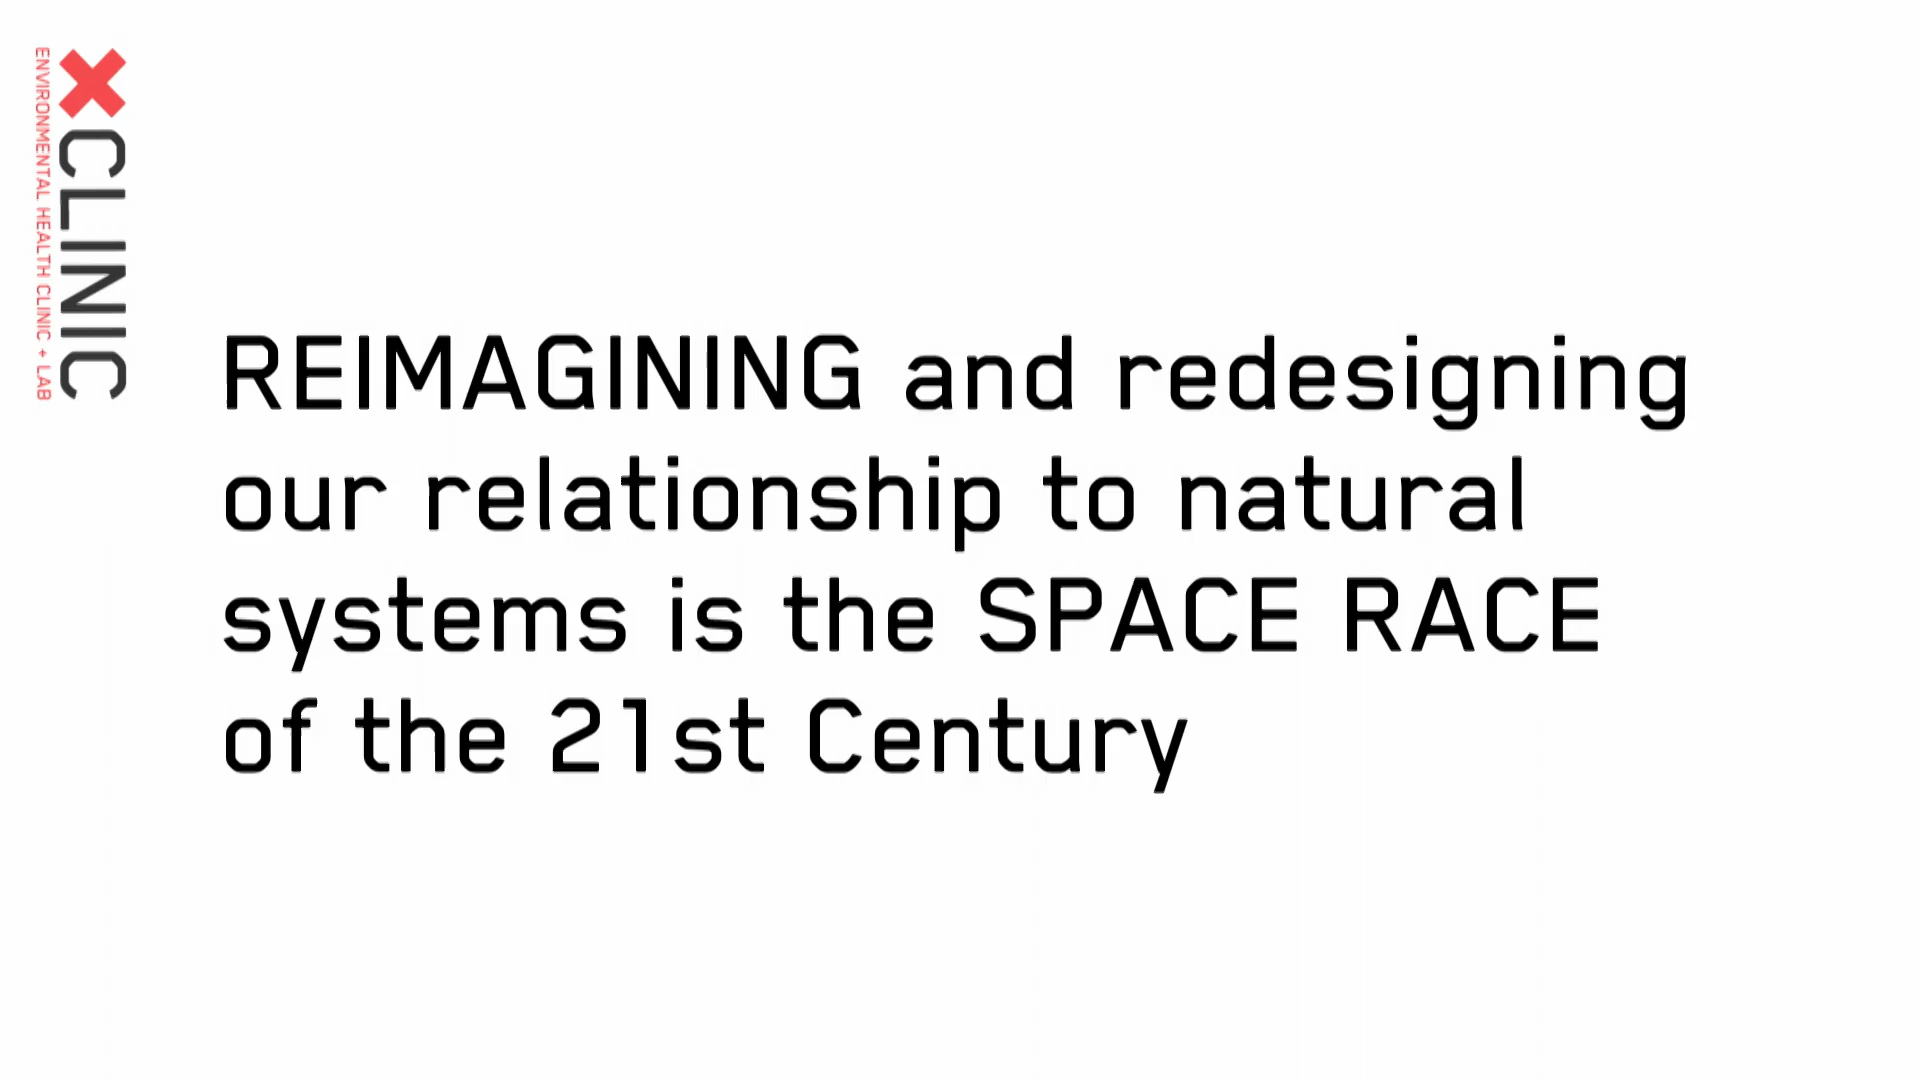 XCLINIC
ENVIRONMENTAL HEALTH CLINIC + LAB
REIMAGINING and redesigning
our relationship to natural
systems is the SPACE RACE
of the 21st Century